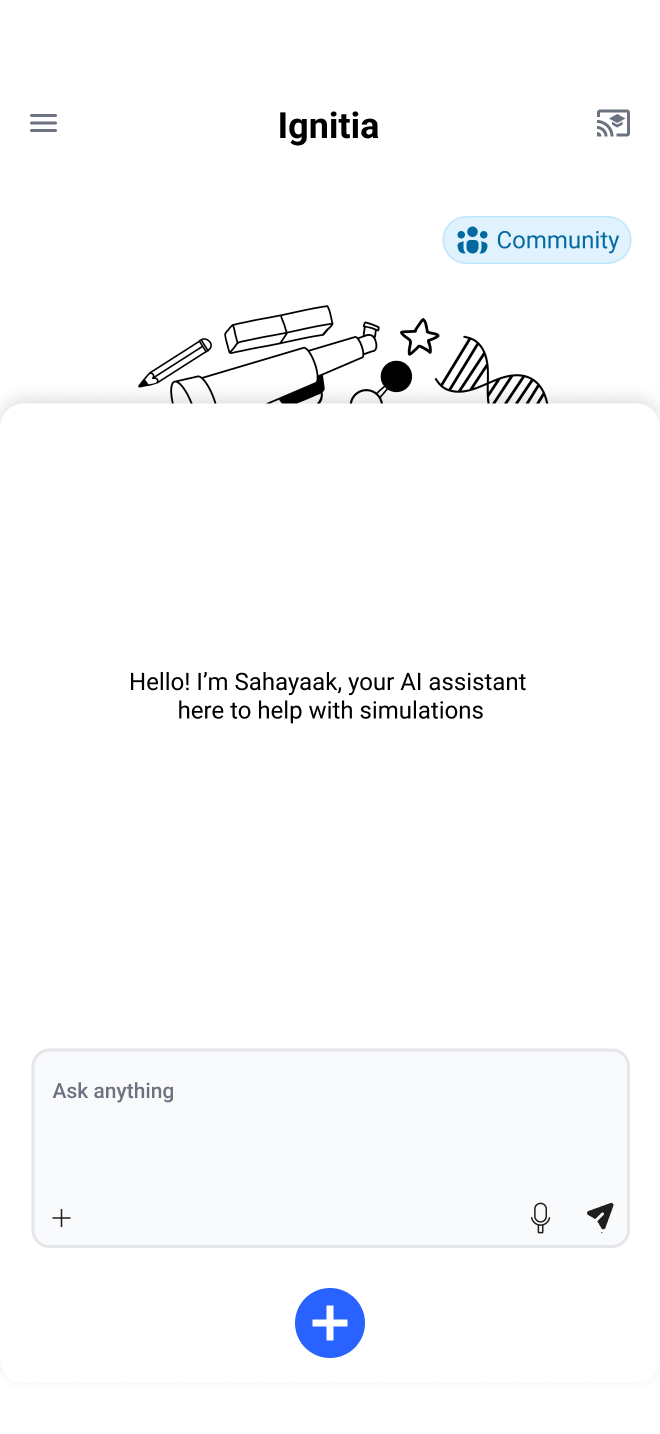 Ignitia
Community
Hello! I’m Sahayaak, your AI assistant
here to help with simulations
Ask anything